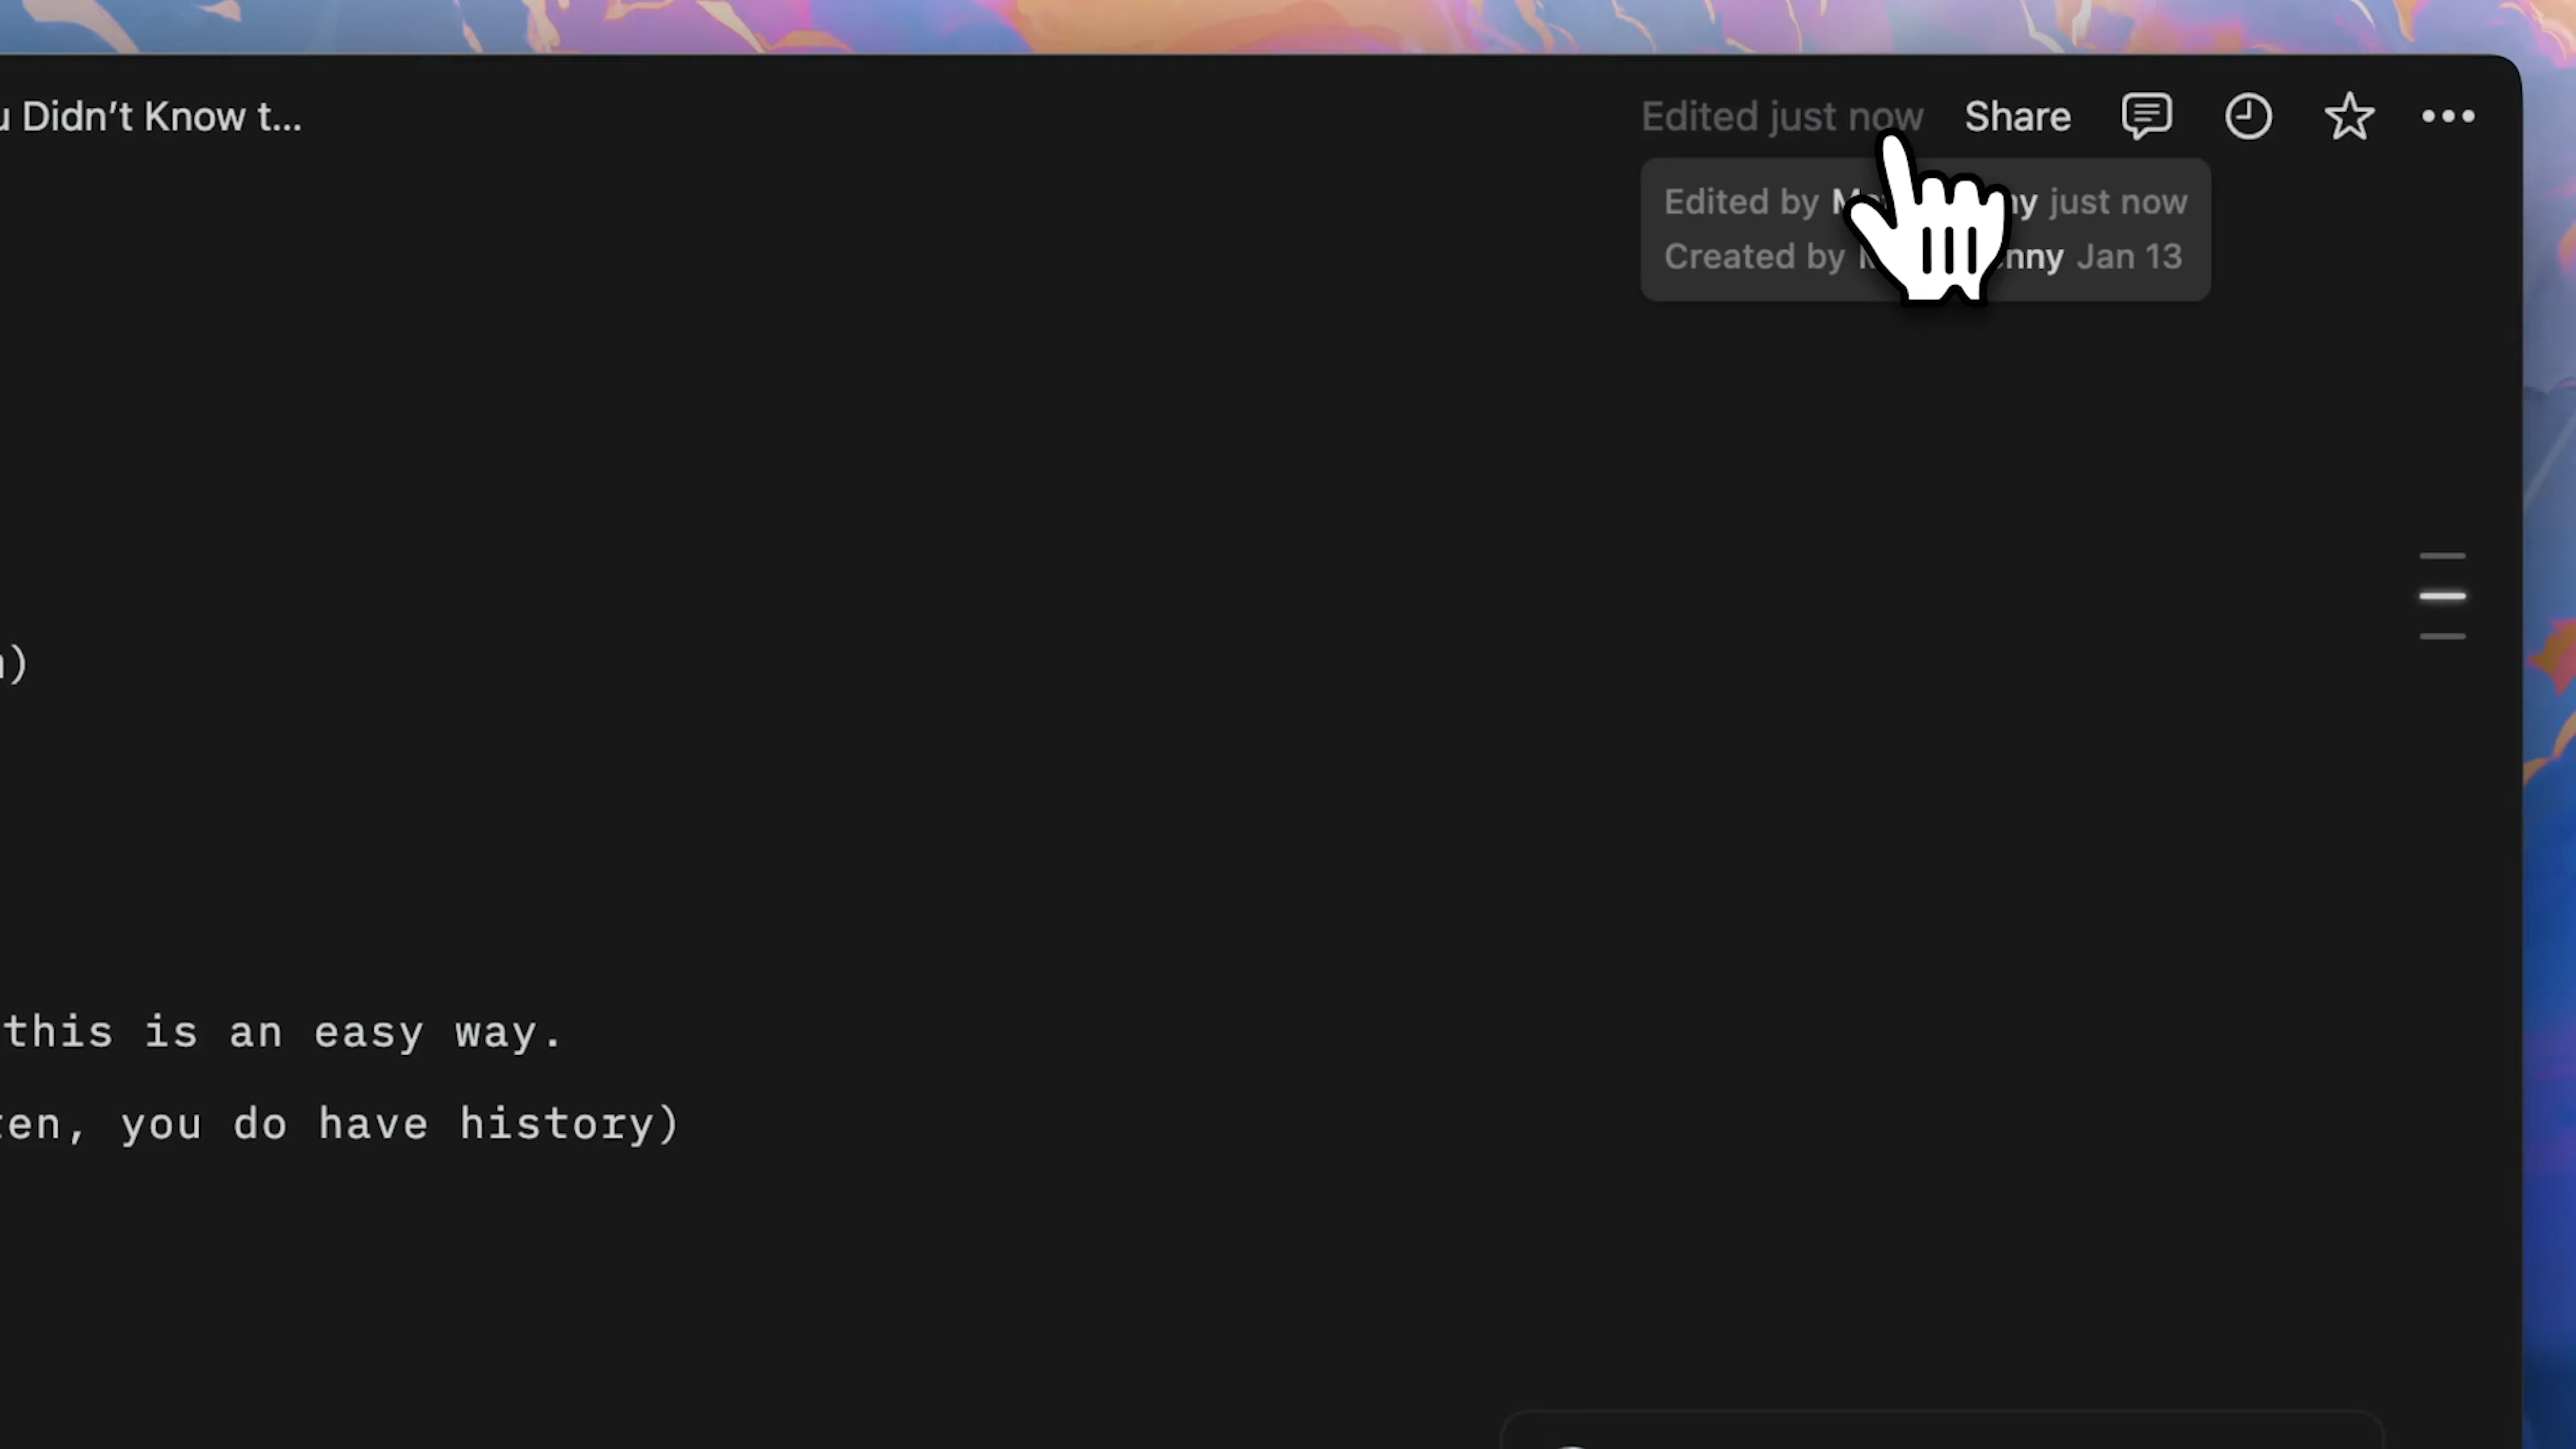 Didn't Know t...
Edited just now Share
Edited by just now
Created by Jan 13
this is an easy way.
you do have history)